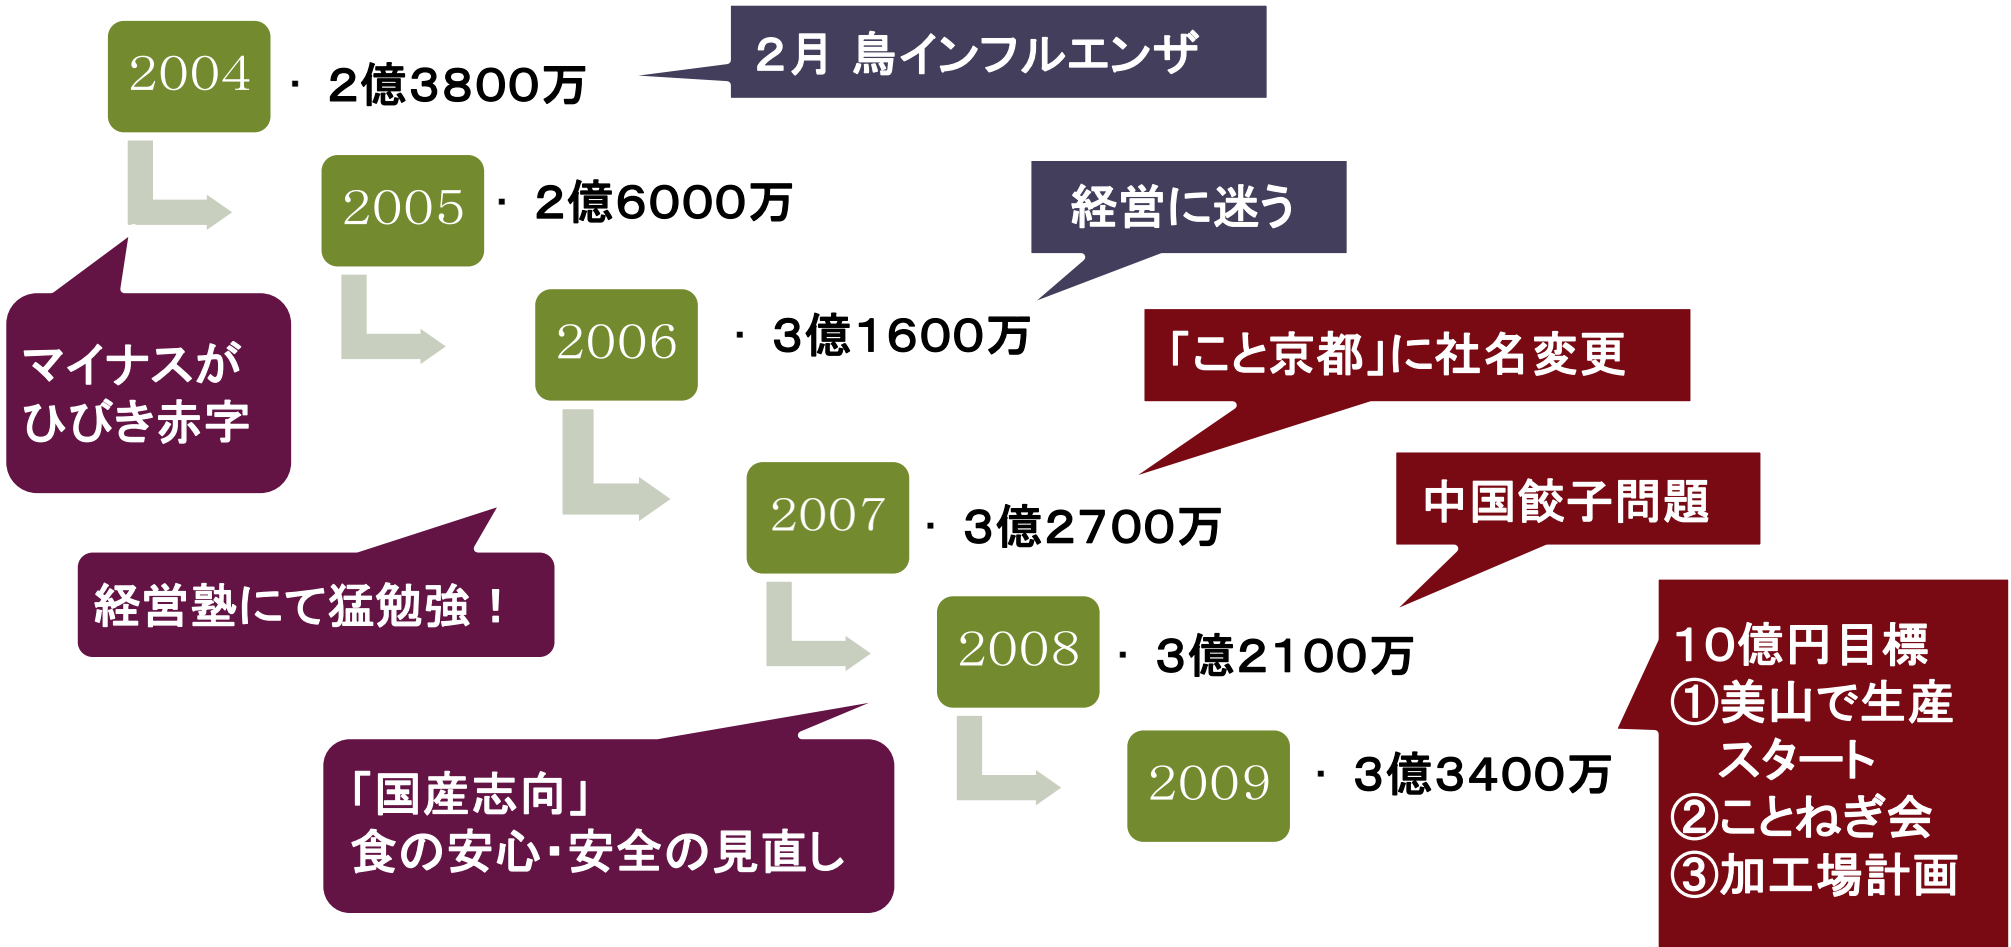 2004
・ 2億3800万
2月 鳥インフルエンザ
2005
・ 2億6000万
経営に迷う
マイナスが
ひびき赤字
2006
・ 3億1600万
「こと京都」に社名変更
2007
・ 3億2700万
中国餃子問題
経営塾にて猛勉強！
2008
・ 3億2100万
10億円目標
①美山で生産
スタート
②ことねぎ会
③加工場計画
「国産志向」
食の安心・安全の見直し
2009
・ 3億3400万